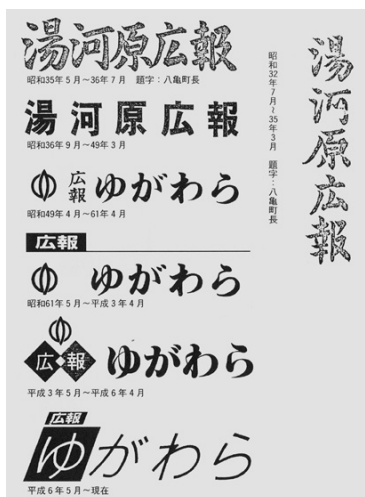 湯河原広報
昭和32年7月～35年3月 題字：八亀町長
湯河原広報
昭和35年5月～36年7月 題字：八亀町長
湯河原広報
昭和36年9月～49年3月
広報 ゆがわら
昭和49年4月～61年4月
広報
ゆがわら
昭和61年5月～平成3年4月
広報 ゆがわら
平成3年5月～平成6年4月
広報
ゆがわら
平成6年5月～現在